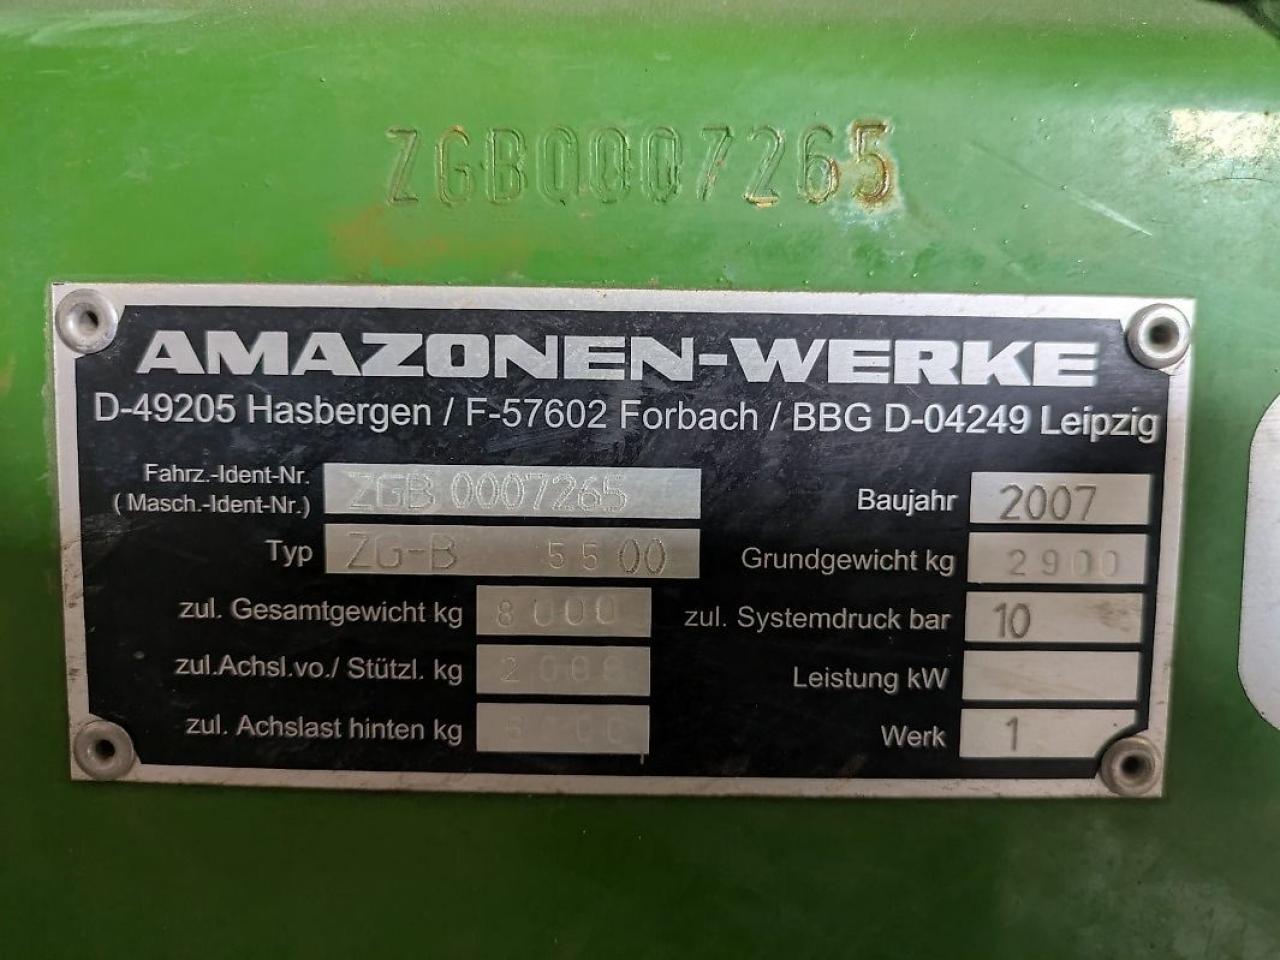 ZGB0007265
AMAZONEN-WERKE
D-49205 Hasbergen / F-57602 Forbach / BBG D-04249 Leipzig
Fahrz.-Ident-Nr.
(Masch.-Ident-Nr.) ZGB 0007265
Typ ZG-B 5500
zul. Gesamtgewicht kg 8000
zul.Achsl.vo./ Stützl. kg
zul. Achslast hinten kg
Baujahr 2007
Grundgewicht kg 2900
zul. Systemdruck bar 10
Leistung kW
Werk 1